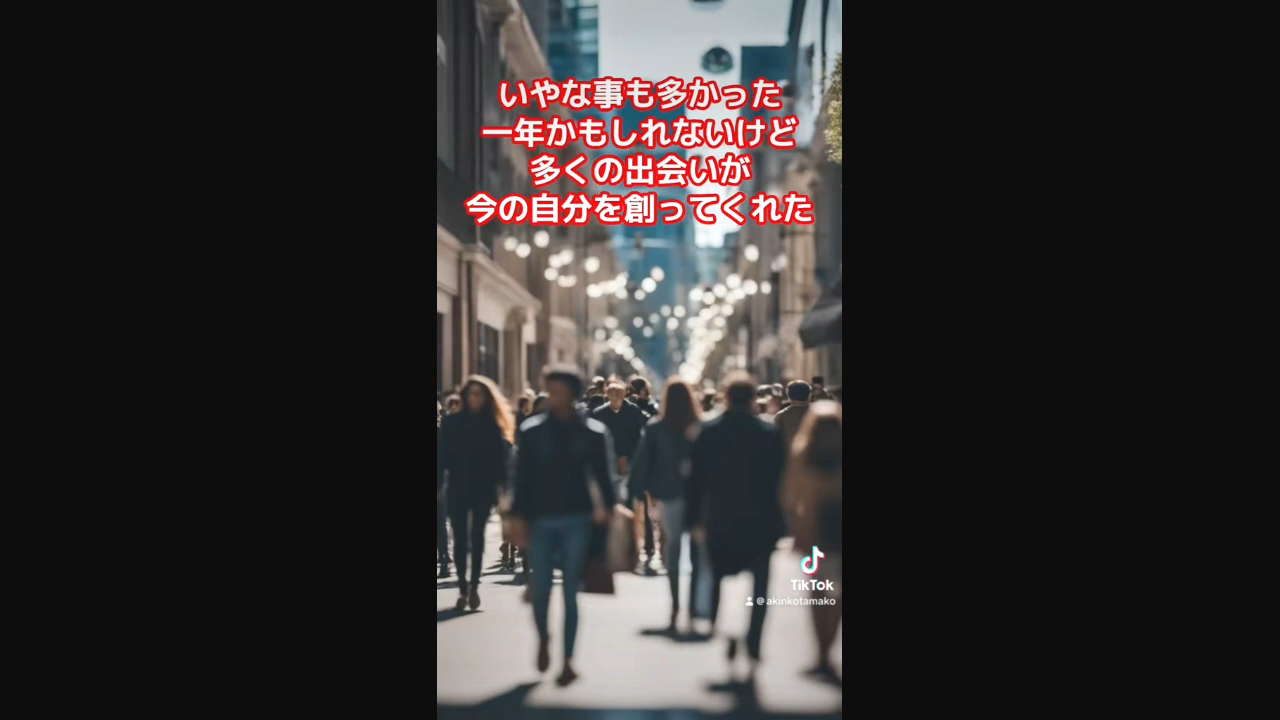 いやな事も多かった
一年かもしれないけど
多くの出会いが
今の自分を創ってくれた
TikTok
@akinkotamako